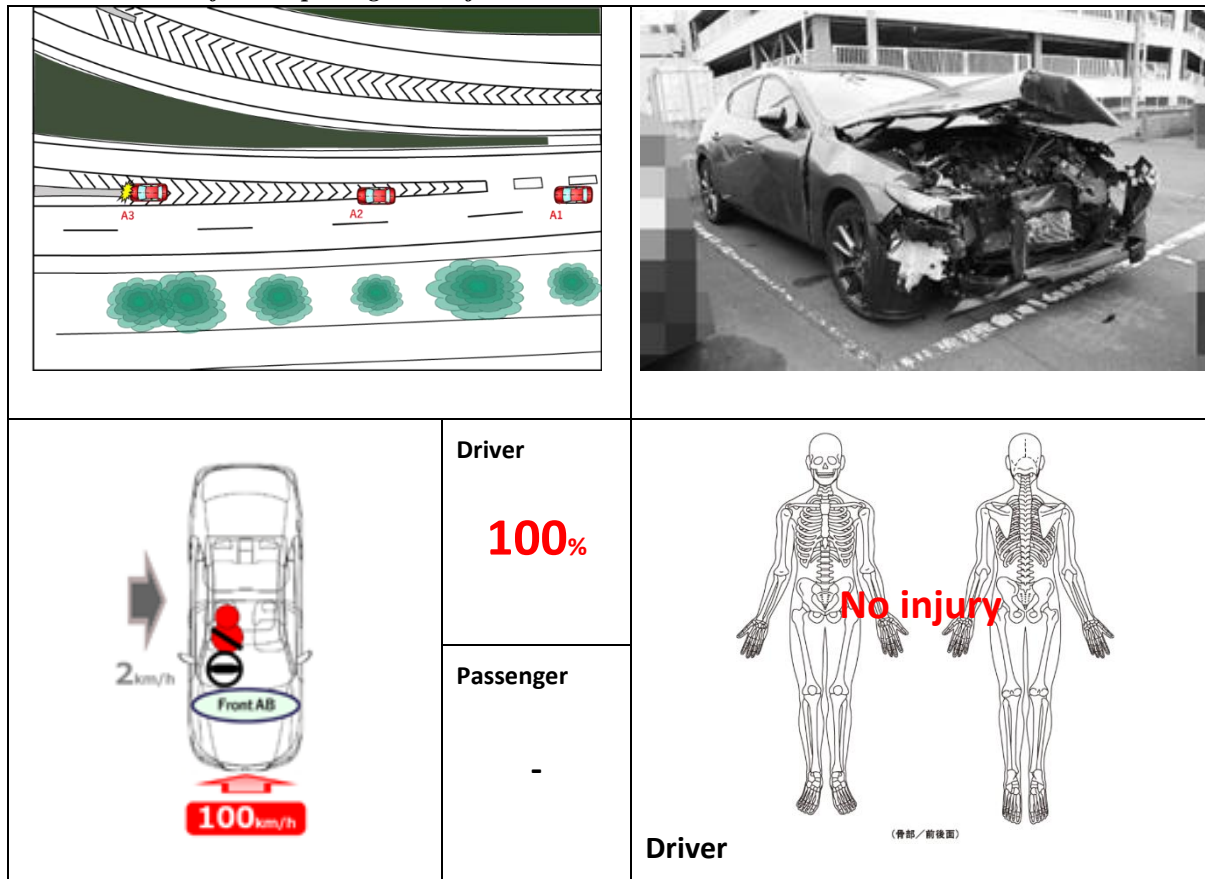 A3
A2
A1
2km/h
Front AB
100km/h
Driver
100%
Passenger
-
No injury
(骨部／前後面)
Driver